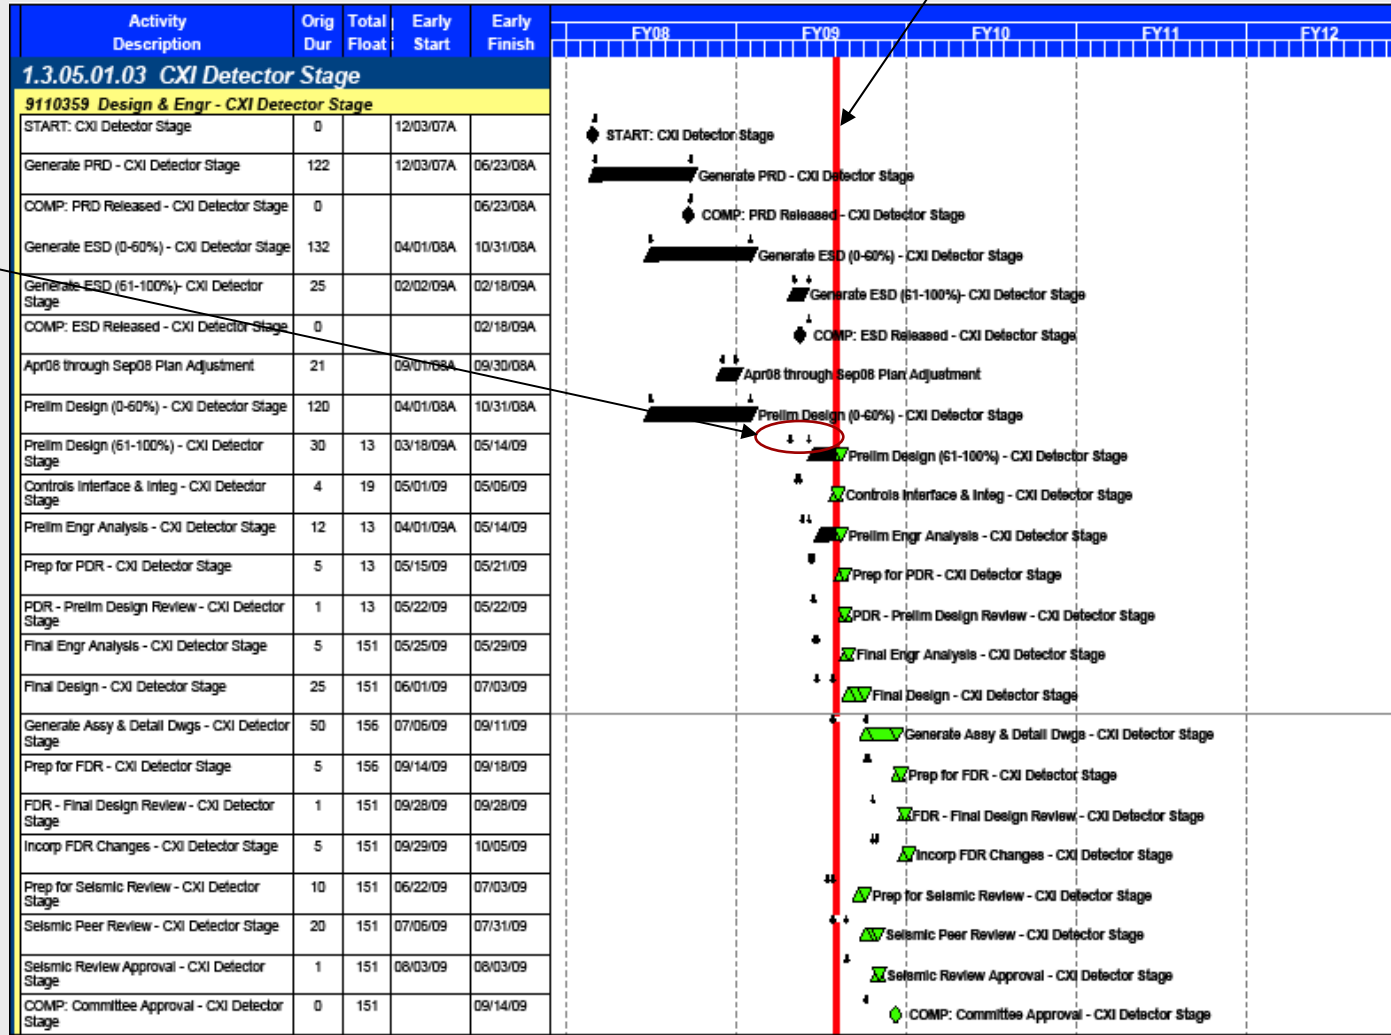 Activity Description Orig Dur Total Float Early Start Early Finish FY08 FY09 FY10 FY11 FY12
1.3.05.01.03 CXI Detector Stage
9110359 Design & Engr - CXI Detector Stage
START: CXI Detector Stage 0 12/03/07A START: CXI Detector Stage
Generate PRD - CXI Detector Stage 122 12/03/07A 06/23/08A Generate PRD - CXI Detector Stage
COMP: PRD Released - CXI Detector Stage 0 06/23/08A COMP: PRD Released - CXI Detector Stage
Generate ESD (0-60%) - CXI Detector Stage 132 04/01/08A 10/31/08A Generate ESD (0-60%) - CXI Detector Stage
Generate ESD (61-100%)- CXI Detector Stage 25 02/02/09A 02/18/09A Generate ESD (61-100%)- CXI Detector Stage
COMP: ESD Released - CXI Detector Stage 0 02/18/09A COMP: ESD Released - CXI Detector Stage
Apr08 through Sep08 Plan Adjustment 21 09/01/08A 09/30/08A Apr08 through Sep08 Plan Adjustment
Prelim Design (0-60%) - CXI Detector Stage 120 04/01/08A 10/31/08A Prelim Design (0-60%) - CXI Detector Stage
Prelim Design (61-100%) - CXI Detector Stage 30 13 03/18/09A 05/14/09 Prelim Design (61-100%) - CXI Detector Stage
Controls Interface & Integ - CXI Detector Stage 4 19 05/01/09 05/06/09 Controls Interface & Integ - CXI Detector Stage
Prelim Engr Analysis - CXI Detector Stage 12 13 04/01/09A 05/14/09 Prelim Engr Analysis - CXI Detector Stage
Prep for PDR - CXI Detector Stage 5 13 05/15/09 05/21/09 Prep for PDR - CXI Detector Stage
PDR - Prelim Design Review - CXI Detector Stage 1 13 05/22/09 05/22/09 PDR - Prelim Design Review - CXI Detector Stage
Final Engr Analysis - CXI Detector Stage 5 151 05/25/09 05/29/09 Final Engr Analysis - CXI Detector Stage
Final Design - CXI Detector Stage 25 151 06/01/09 07/03/09 Final Design - CXI Detector Stage
Generate Assy & Detail Dwgs - CXI Detector Stage 50 156 07/06/09 09/11/09 Generate Assy & Detail Dwgs - CXI Detector Stage
Prep for FDR - CXI Detector Stage 5 156 09/14/09 09/18/09 Prep for FDR - CXI Detector Stage
FDR - Final Design Review - CXI Detector Stage 1 151 09/28/09 09/28/09 FDR - Final Design Review - CXI Detector Stage
Incorp FDR Changes - CXI Detector Stage 5 151 09/29/09 10/05/09 Incorp FDR Changes - CXI Detector Stage
Prep for Seismic Review - CXI Detector Stage 10 151 06/22/09 07/03/09 Prep for Seismic Review - CXI Detector Stage
Seismic Peer Review - CXI Detector Stage 20 151 07/06/09 07/31/09 Seismic Peer Review - CXI Detector Stage
Seismic Review Approval - CXI Detector Stage 1 151 08/03/09 08/03/09 Seismic Review Approval - CXI Detector Stage
COMP: Committee Approval - CXI Detector Stage 0 151 09/14/09 COMP: Committee Approval - CXI Detector Stage